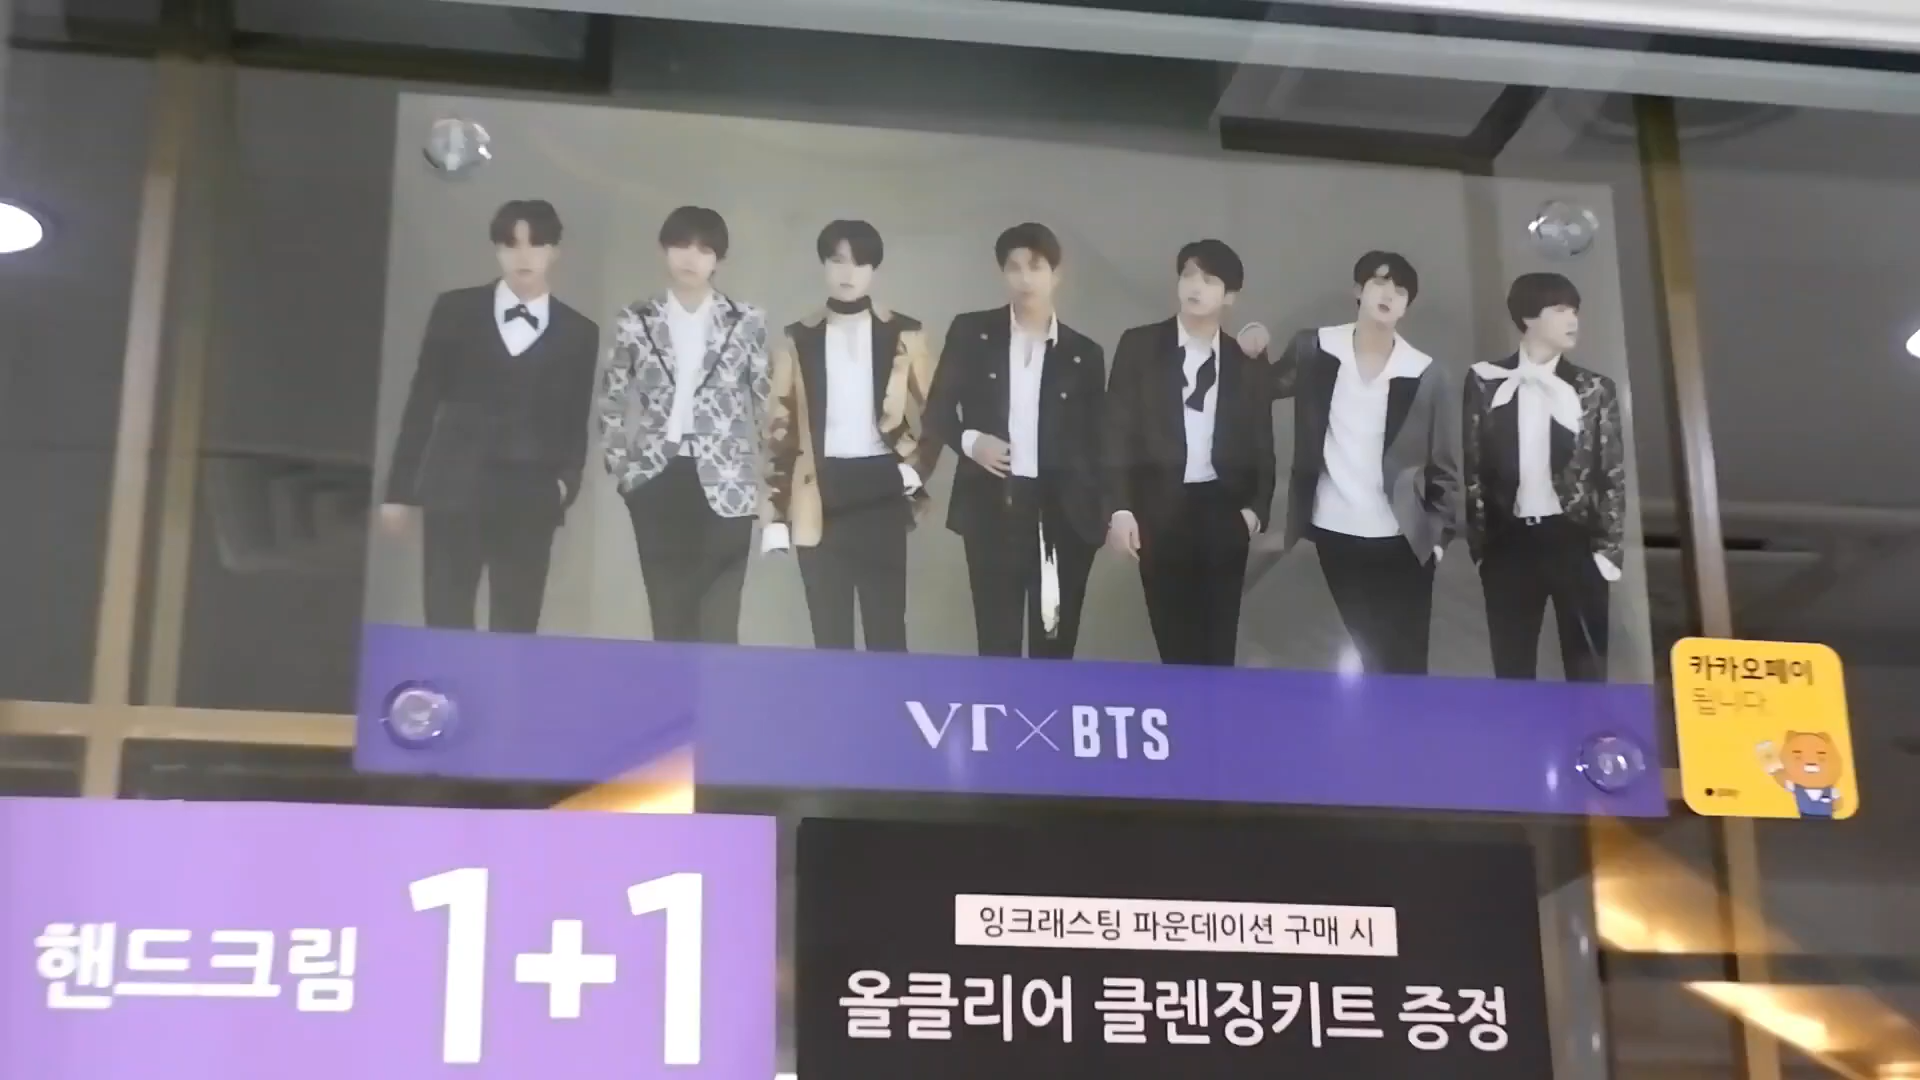 VT×BTS
카카오페이
됩니다
핸드크림 1+1
잉크래스팅 파운데이션 구매 시
올클리어 클렌징키트 증정